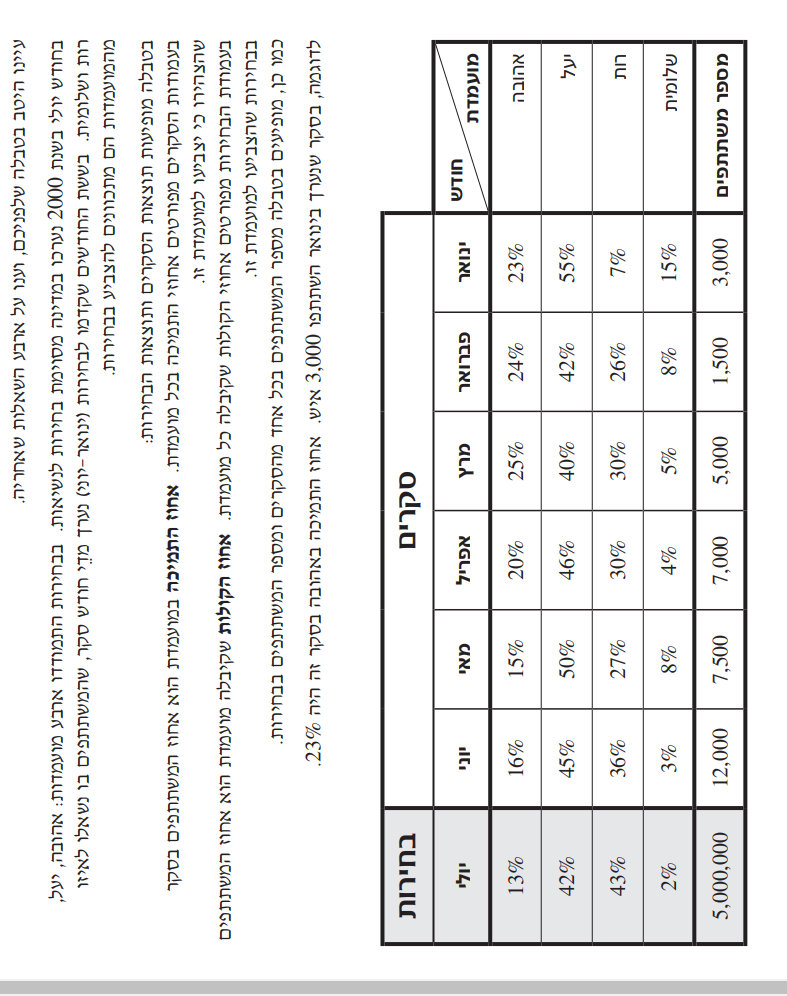 עיינו היטב בטבלה שלפניכם, וענו על ארבע השאלות שאחריה.
בחודש יולי בשנת 2000 נערכו במדינה מסוימת בחירות לנשיאות. בבחירות התמודדו ארבע מועמדות: אהובה, יעל,
רות ושלומית. בששת החודשים שקדמו לבחירות (ינואר-יוני) נערך מדֵי חודש סקר, שהמשתתפים בו נשאלו לאיזו
מהמועמדות הם מתכוונים להצביע בבחירות.
בטבלה מופיעות תוצאות הסקרים ותוצאות הבחירות:
בעמודות הסקרים מפורטים אחוזי התמיכה בכל מועמדת. אחוז התמיכה במועמדת הוא אחוז המשתתפים בסקר
שהצהירו כי יצביעו למועמדת זו.
בעמודת הבחירות מפורטים אחוזי הקולות שקיבלה כל מועמדת. אחוז הקולות שקיבלה מועמדת הוא אחוז המשתתפים
בבחירות שהצביעו למועמדת זו.
כמו כן, מופיעים בטבלה מספר המשתתפים בכל אחד מהסקרים ומספר המשתתפים בבחירות.
לדוגמה, בסקר שנערך בינואר השתתפו 3,000 איש. אחוז התמיכה באהובה בסקר זה היה 23%.
סקרים בחירות
מועמדת חודש ינואר פברואר מרץ אפריל מאי יוני יולי
אהובה 23% 24% 25% 20% 15% 16% 13%
יעל 55% 42% 40% 46% 50% 45% 42%
רות 7% 26% 30% 30% 27% 36% 43%
שלומית 15% 8% 5% 4% 8% 3% 2%
מספר משתתפים 3,000 1,500 5,000 7,000 7,500 12,000 5,000,000